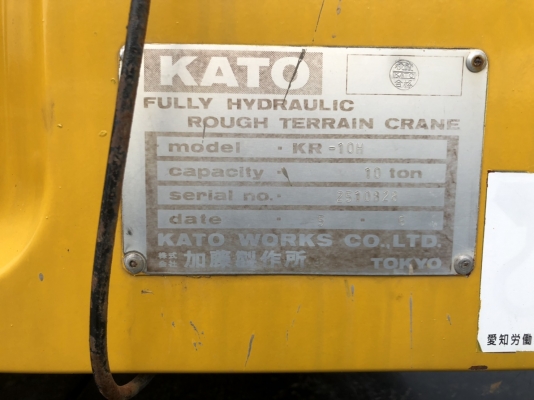 KATO
FULLY HYDRAULIC
ROUGH TERRAIN CRANE
model · KR-10H
capacity · 10 ton
serial no. ·
date ·
KATO WORKS CO., LTD.
株式会社 加藤製作所 TOKYO
愛知労働